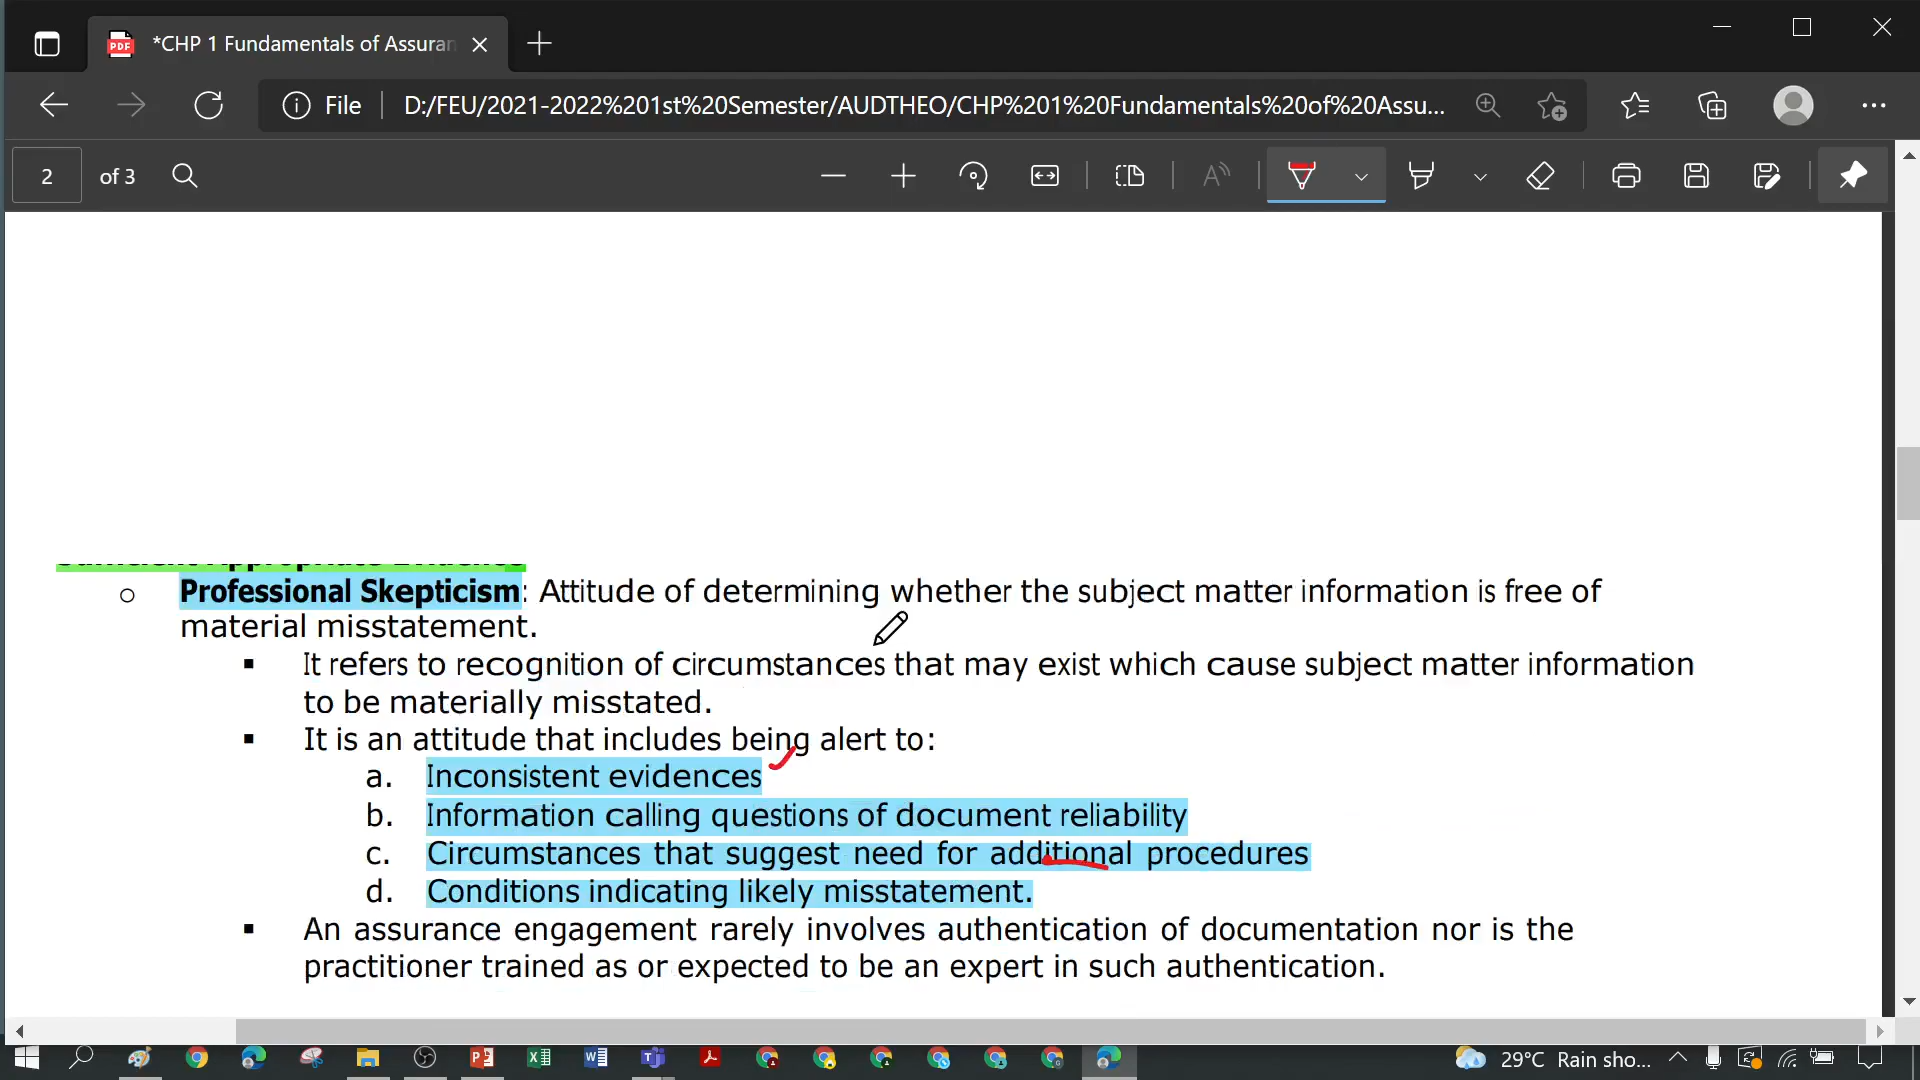 *CHP 1 Fundamentals of Assuran
File D:/FEU/2021-2022%201st%20Semester/AUDTHEO/CHP%201%20Fundamentals%20of%20Assu...
2 of 3
Sufficient Appropriate Evidence
o Professional Skepticism: Attitude of determining whether the subject matter information is free of
material misstatement.
▪ It refers to recognition of circumstances that may exist which cause subject matter information
to be materially misstated.
▪ It is an attitude that includes being alert to:
a. Inconsistent evidences
b. Information calling questions of document reliability
c. Circumstances that suggest need for additional procedures
d. Conditions indicating likely misstatement.
▪ An assurance engagement rarely involves authentication of documentation nor is the
practitioner trained as or expected to be an expert in such authentication.
29°C Rain sho...